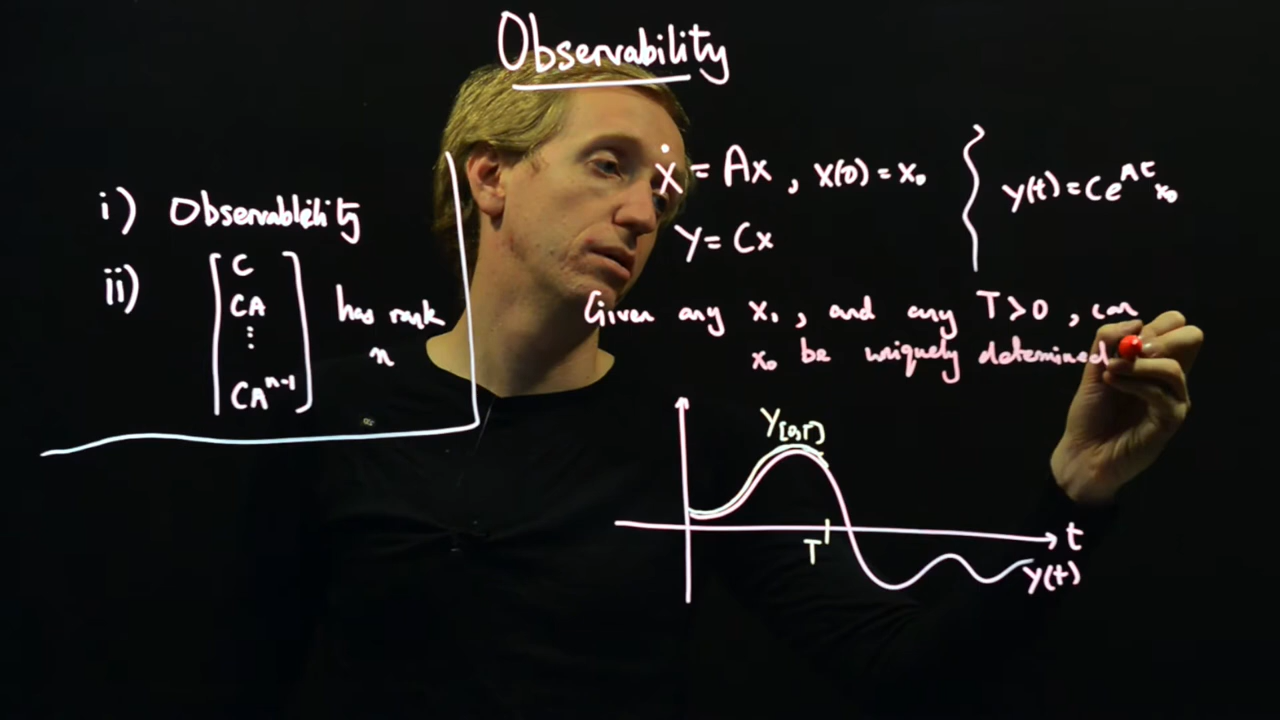 Observability
i) Observability
ii) [ C
CA
⋮
CAⁿ⁻¹ ] has rank n
ẋ = Ax , x(0) = x₀
y = Cx
y(t) = Ce^{At} x₀
Given any x₀, and any T>0, can
x₀ be uniquely determined
y[0,T]
T
t
y(t)